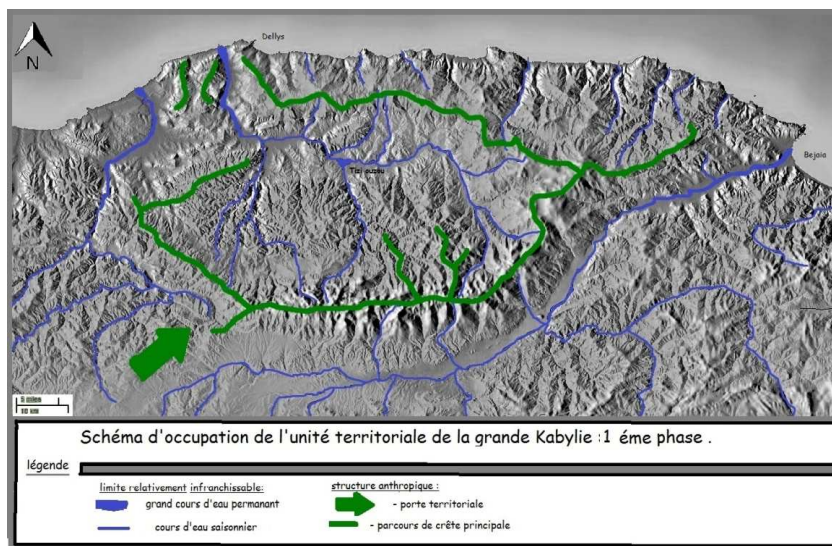 Dellys
N
Bejaia
Tizi ouzou
5 miles
10 km
Schéma d'occupation de l'unité territoriale de la grande Kabylie :1 éme phase .
légende
limite relativement infranchissable:
structure anthropique :
grand cours d'eau permanant
- porte territoriale
cours d'eau saisonnier
- parcours de crête principale